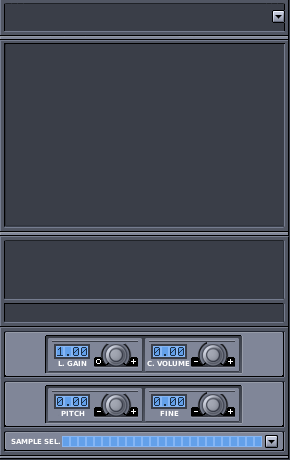 1.00 0.00
L. GAIN C. VOLUME
0.00 0.00
PITCH FINE
SAMPLE SEL.